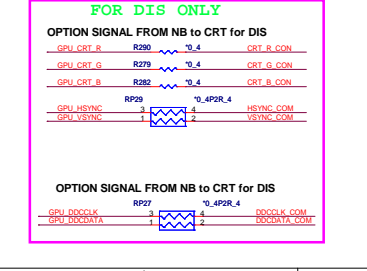 FOR DIS ONLY
OPTION SIGNAL FROM NB to CRT for DIS
GPU_CRT_R R290 *0_4 CRT_R_CON
GPU_CRT_G R279 *0_4 CRT_G_CON
GPU_CRT_B R282 *0_4 CRT_B_CON
RP29 *0_4P2R_4
GPU_HSYNC 3 4 HSYNC_COM
GPU_VSYNC 1 2 VSYNC_COM
OPTION SIGNAL FROM NB to CRT for DIS
RP27 *0_4P2R_4
GPU_DDCCLK 3 4 DDCCLK_COM
GPU_DDCDATA 1 2 DDCDATA_COM